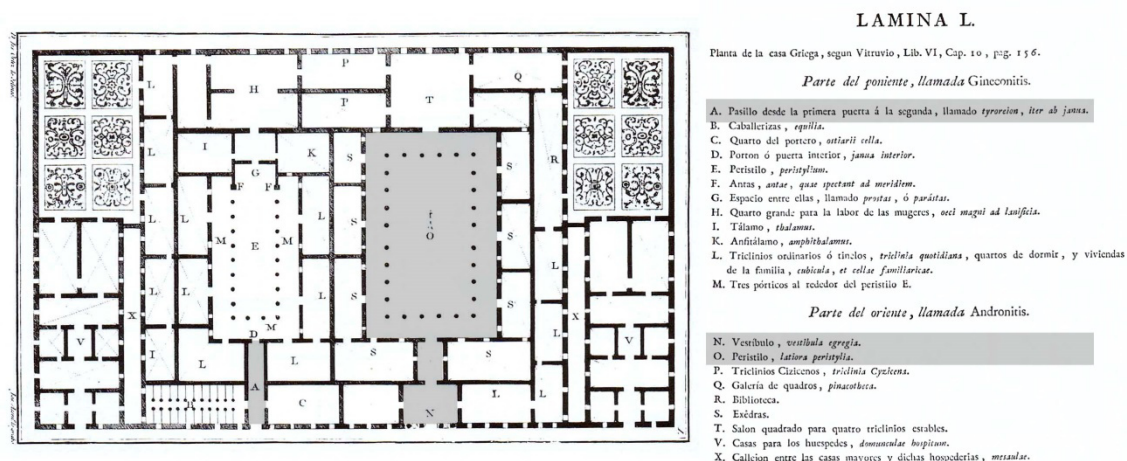 LAMINA L.
Planta de la casa Griega, segun Vitruvio, Lib. VI, Cap. 10, pag. 156.
Parte del poniente, llamada Gineconitis.
A. Pasillo desde la primera puerta á la segunda, llamado tyroreion, iter ab janua.
B. Caballerizas, equilia.
C. Quarto del portero, ostiarii cella.
D. Porton ó puerta interior, janua interior.
E. Peristilo, peristylium.
F. Antas, antae, quae spectant ad meridiem.
G. Espacio entre ellas, llamado prostas, ó parástas.
H. Quarto grande para la labor de las mugeres, oeci magni ad lanificia.
I. Tálamo, thalamus.
K. Anfitálamo, amphithalamus.
L. Triclinios ordinarios ó tinelos, triclinia quotidiana, quartos de dormir, y viviendas
de la familia, cubicula, et cellae familiaricae.
M. Tres pórticos al rededor del peristilo E.
Parte del oriente, llamada Andronitis.
N. Vestíbulo, vestibula egregia.
O. Peristilo, latiora peristylia.
P. Triclinios Cizicenos, triclinia Cyzicena.
Q. Galería de quadros, pinacotheca.
R. Biblioteca.
S. Exêdras.
T. Salon quadrado para quatro triclinios estables.
V. Casas para los huespedes, domunculae hospitum.
X. Callejon entre las casas mayores y dichas hospederias, mesaulae.
P
H
P
T
Q
L
L
I
K
S
S
R
G
F F
L
L
M
E
M
L
S
O
S
S
L
L
L
S
S
X
M
D
X
V
I
L
L
S
S
L
V
B
A
C
N
L
L